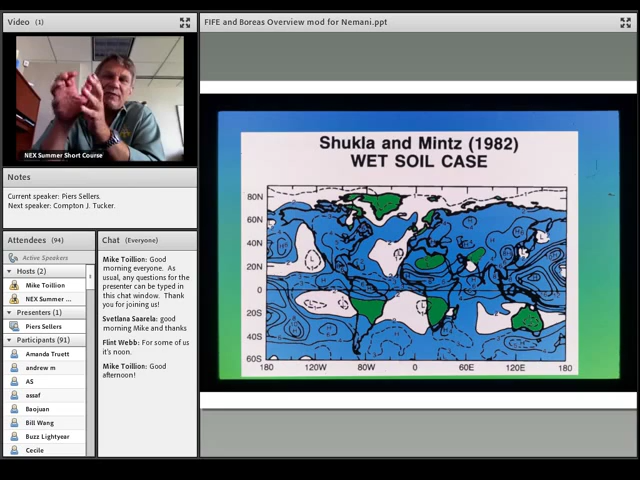 Video (1)
NEX Summer Short Course
Notes
Current speaker: Piers Sellers.
Next speaker: Compton J. Tucker.
Attendees (94)
Active Speakers
Hosts (2)
Mike Toillion
NEX Summer ...
Presenters (1)
Piers Sellers
Participants (91)
Amanda Truett
andrew m
AS
assaf
Baojuan
Bill Wang
Buzz Lightyear
Cecile
Chat (Everyone)
Mike Toillion: Good
morning everyone. As
usual, any questions for the
presenter can be typed in
this chat window. Thank
you for joining us!
Svetlana Saarela: good
morning Mike and thanks
Flint Webb: For some of
us it's noon.
Mike Toillion: Good
afternoon!
FIFE and Boreas Overview mod for Nemani.ppt
Shukla and Mintz (1982)
WET SOIL CASE
80N
60N
40N
20N
0
20S
40S
60S
180 120W 80W 0 60E 120E 180